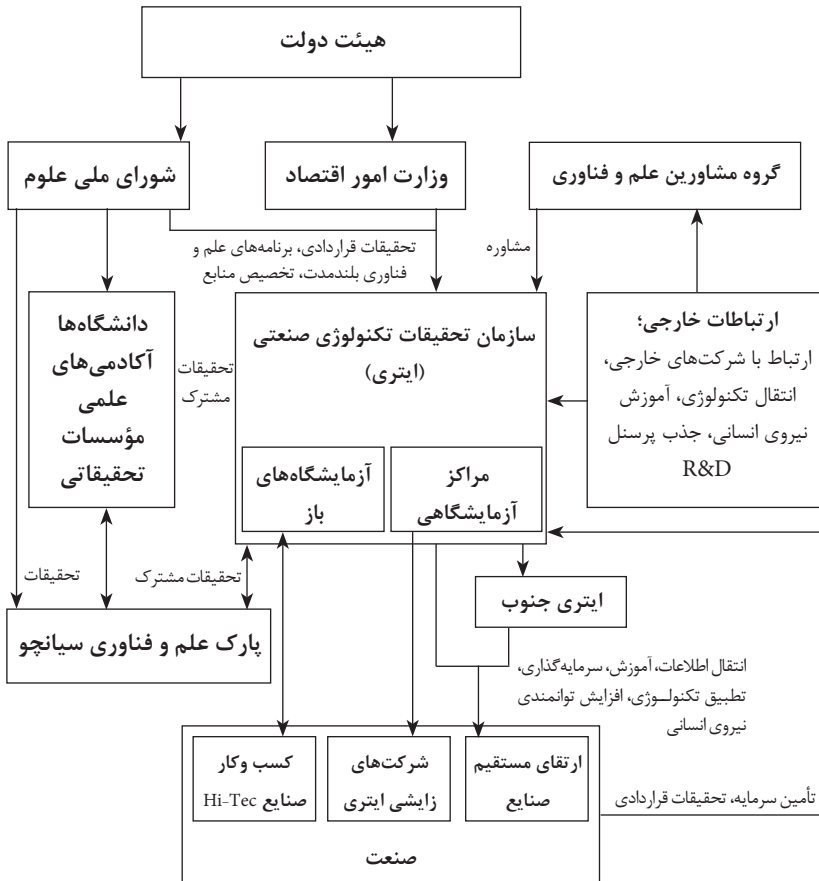 هیئت دولت
گروه مشاورین علم و فناوری
وزارت امور اقتصاد
شورای ملی علوم
مشاوره
تحقیقات قراردادی، برنامه‌های علم و
فناوری بلندمدت، تخصیص منابع
ارتباطات خارجی؛
ارتباط با شرکت‌های خارجی،
انتقال تکنولوژی، آموزش
نیروی انسانی، جذب پرسنل
R&D
سازمان تحقیقات تکنولوژی صنعتی
(ایتری)
مراکز
آزمایشگاهی
آزمایشگاه‌های
باز
تحقیقات
مشترک
دانشگاه‌ها
آکادمی‌های
علمی
مؤسسات
تحقیقاتی
تحقیقات مشترک
تحقیقات
ایتری جنوب
پارک علم و فناوری سیانچو
انتقال اطلاعات، آموزش، سرمایه‌گذاری،
تطبیق تکنولــوژی، افزایش توانمندی
نیروی انسانی
ارتقای مستقیم
صنایع
شرکت‌های
زایشی ایتری
کسب وکار
صنایع Hi-Tec
تأمین سرمایه، تحقیقات قراردادی
صنعت